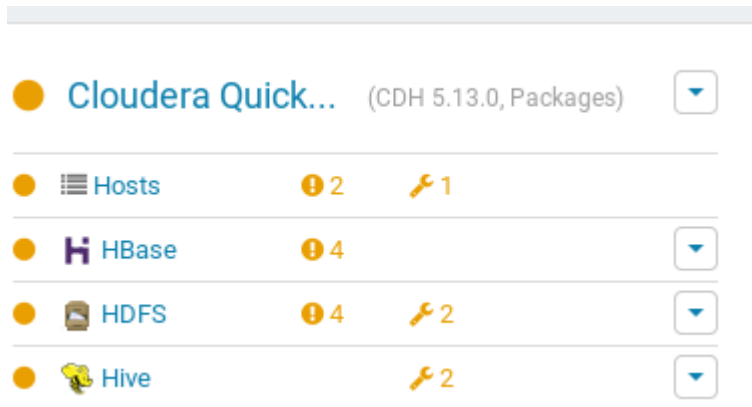 Cloudera Quick... (CDH 5.13.0, Packages)
Hosts 2 1
HBase 4
HDFS 4 2
Hive 2